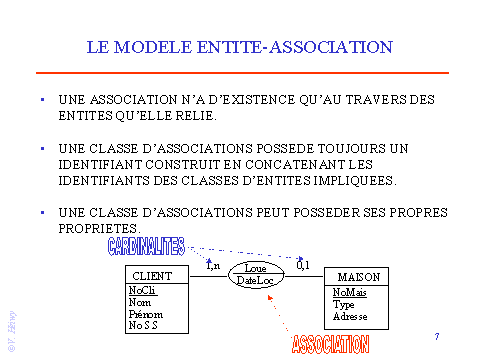 LE MODELE ENTITE-ASSOCIATION
• UNE ASSOCIATION N'A D'EXISTENCE QU'AU TRAVERS DES
ENTITES QU'ELLE RELIE.
• UNE CLASSE D'ASSOCIATIONS POSSEDE TOUJOURS UN
IDENTIFIANT CONSTRUIT EN CONCATENANT LES
IDENTIFIANTS DES CLASSES D'ENTITES IMPLIQUEES.
• UNE CLASSE D'ASSOCIATIONS PEUT POSSEDER SES PROPRES
PROPRIETES.
CARDINALITES
1,n
0,1
CLIENT
NoCli
Nom
Prénom
No S.S
Loue
DateLoc
MAISON
NoMais
Type
Adresse
ASSOCIATION
7